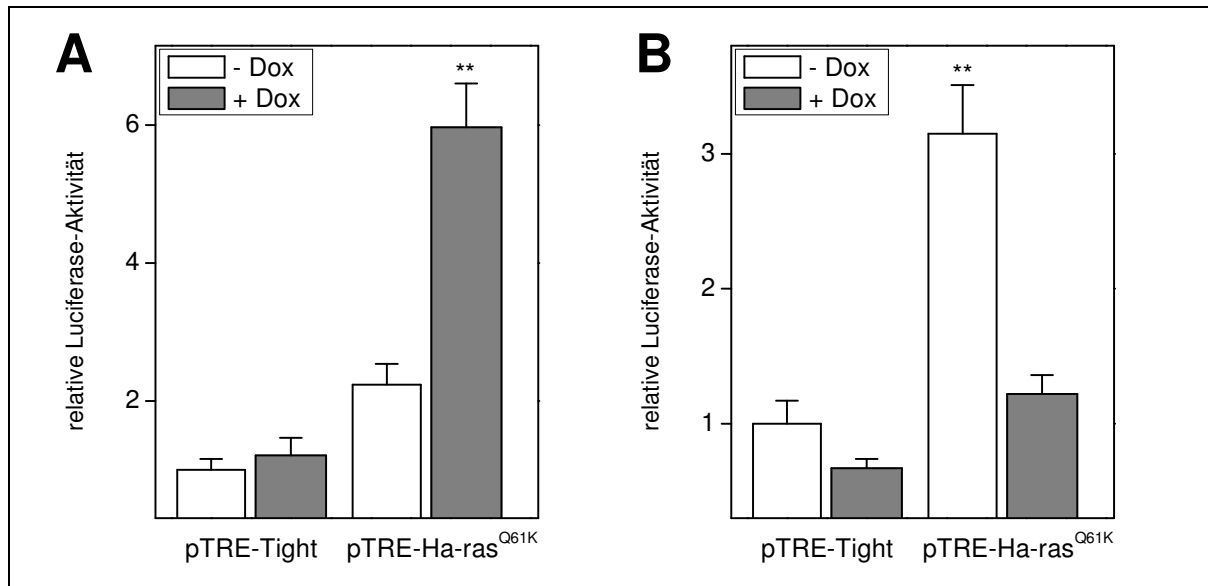 A
- Dox
+ Dox
**
relative Luciferase-Aktivität
6
4
2
pTRE-Tight
pTRE-Ha-ras^Q61K
B
- Dox
+ Dox
**
relative Luciferase-Aktivität
3
2
1
pTRE-Tight
pTRE-Ha-ras^Q61K